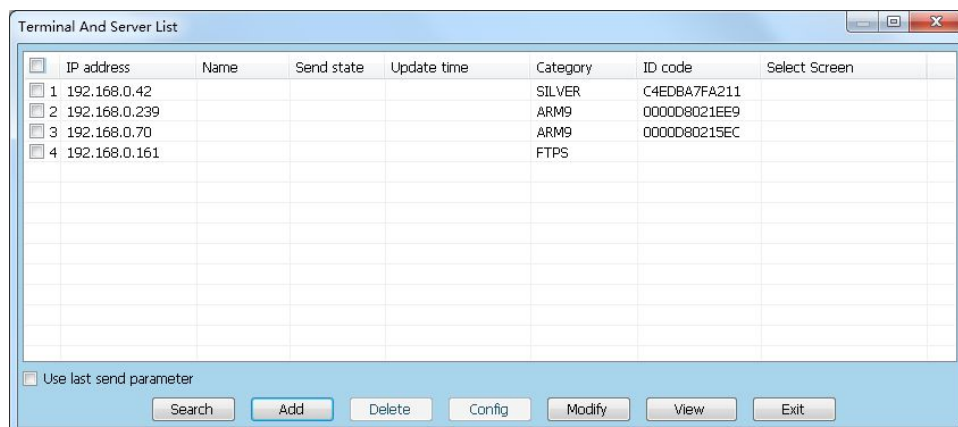 Terminal And Server List
IP address Name Send state Update time Category ID code Select Screen
1 192.168.0.42 SILVER C4EDBA7FA211
2 192.168.0.239 ARM9 0000D8021EE9
3 192.168.0.70 ARM9 0000D80215EC
4 192.168.0.161 FTPS
Use last send parameter
Search Add Delete Config Modify View Exit